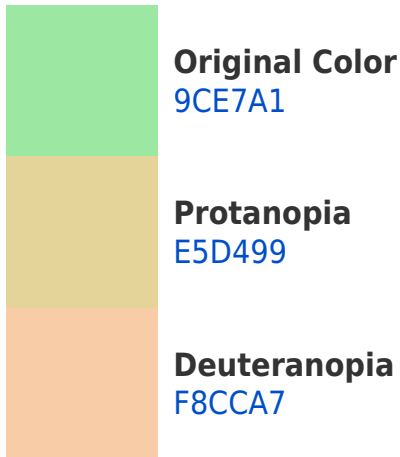 Original Color
9CE7A1
Protanopia
E5D499
Deuteranopia
F8CCA7